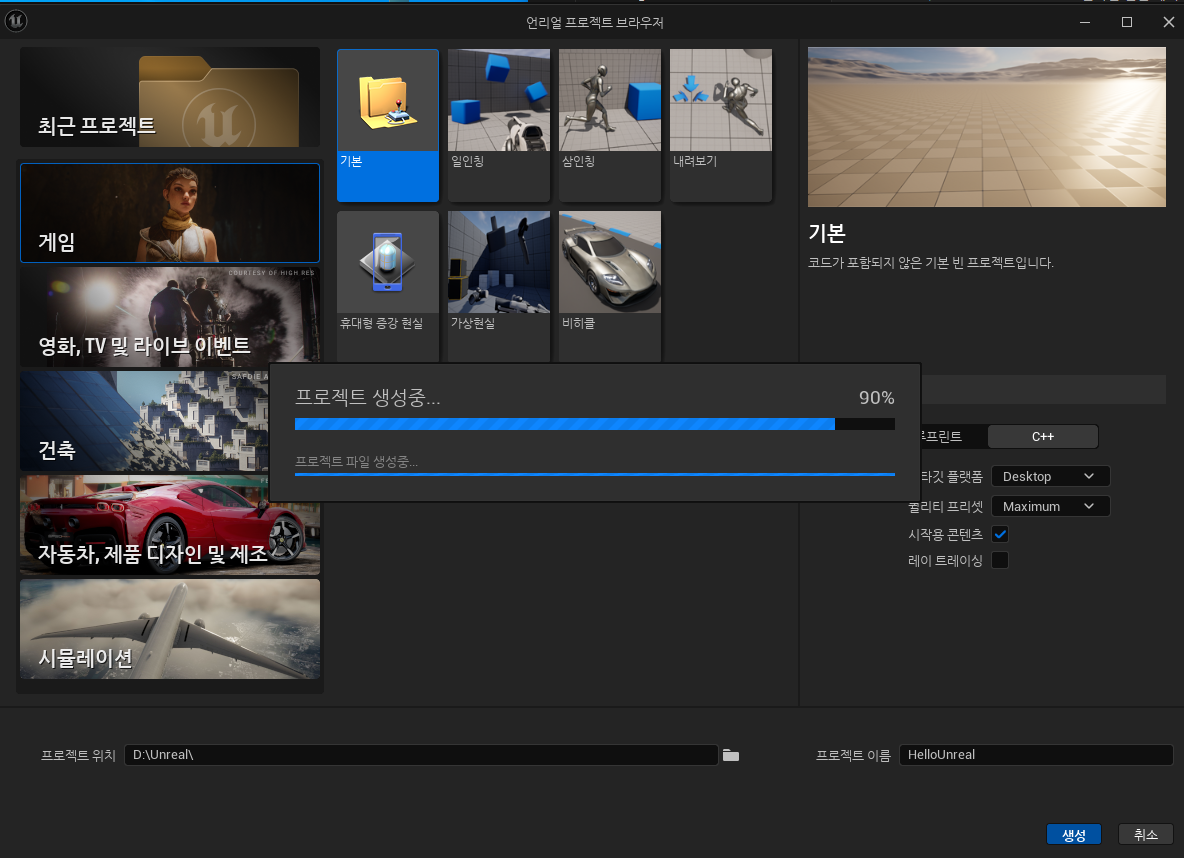 언리얼 프로젝트 브라우저
최근 프로젝트
게임
COURTESY OF HIGH RES
영화, TV 및 라이브 이벤트
건축
자동차, 제품 디자인 및 제조
시뮬레이션
기본
일인칭
삼인칭
내려보기
휴대형 증강 현실
가상현실
비히클
기본
코드가 포함되지 않은 기본 빈 프로젝트입니다.
프로젝트 생성중...
90%
프로젝트 파일 생성중...
C++
타깃 플랫폼
Desktop
퀄리티 프리셋
Maximum
시작용 콘텐츠
레이 트레이싱
프로젝트 위치
D:\Unreal\
프로젝트 이름
HelloUnreal
생성
취소